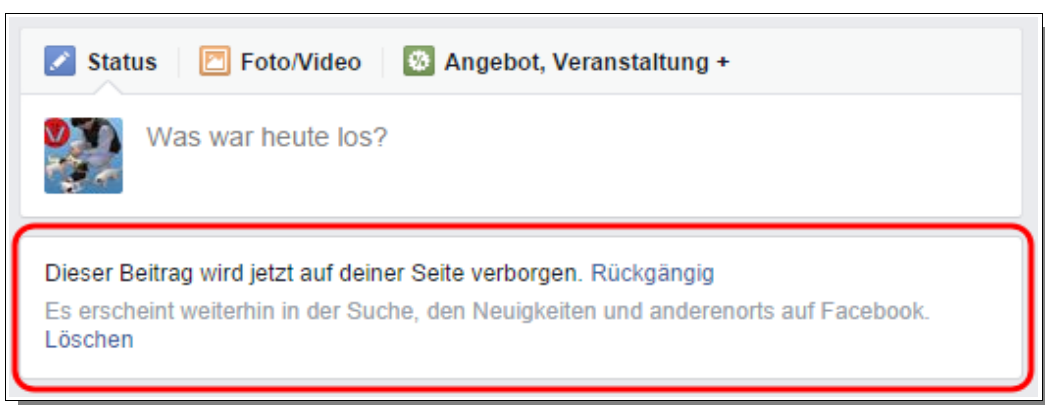 Status Foto/Video Angebot, Veranstaltung +
Was war heute los?
Dieser Beitrag wird jetzt auf deiner Seite verborgen. Rückgängig
Es erscheint weiterhin in der Suche, den Neuigkeiten und anderenorts auf Facebook.
Löschen